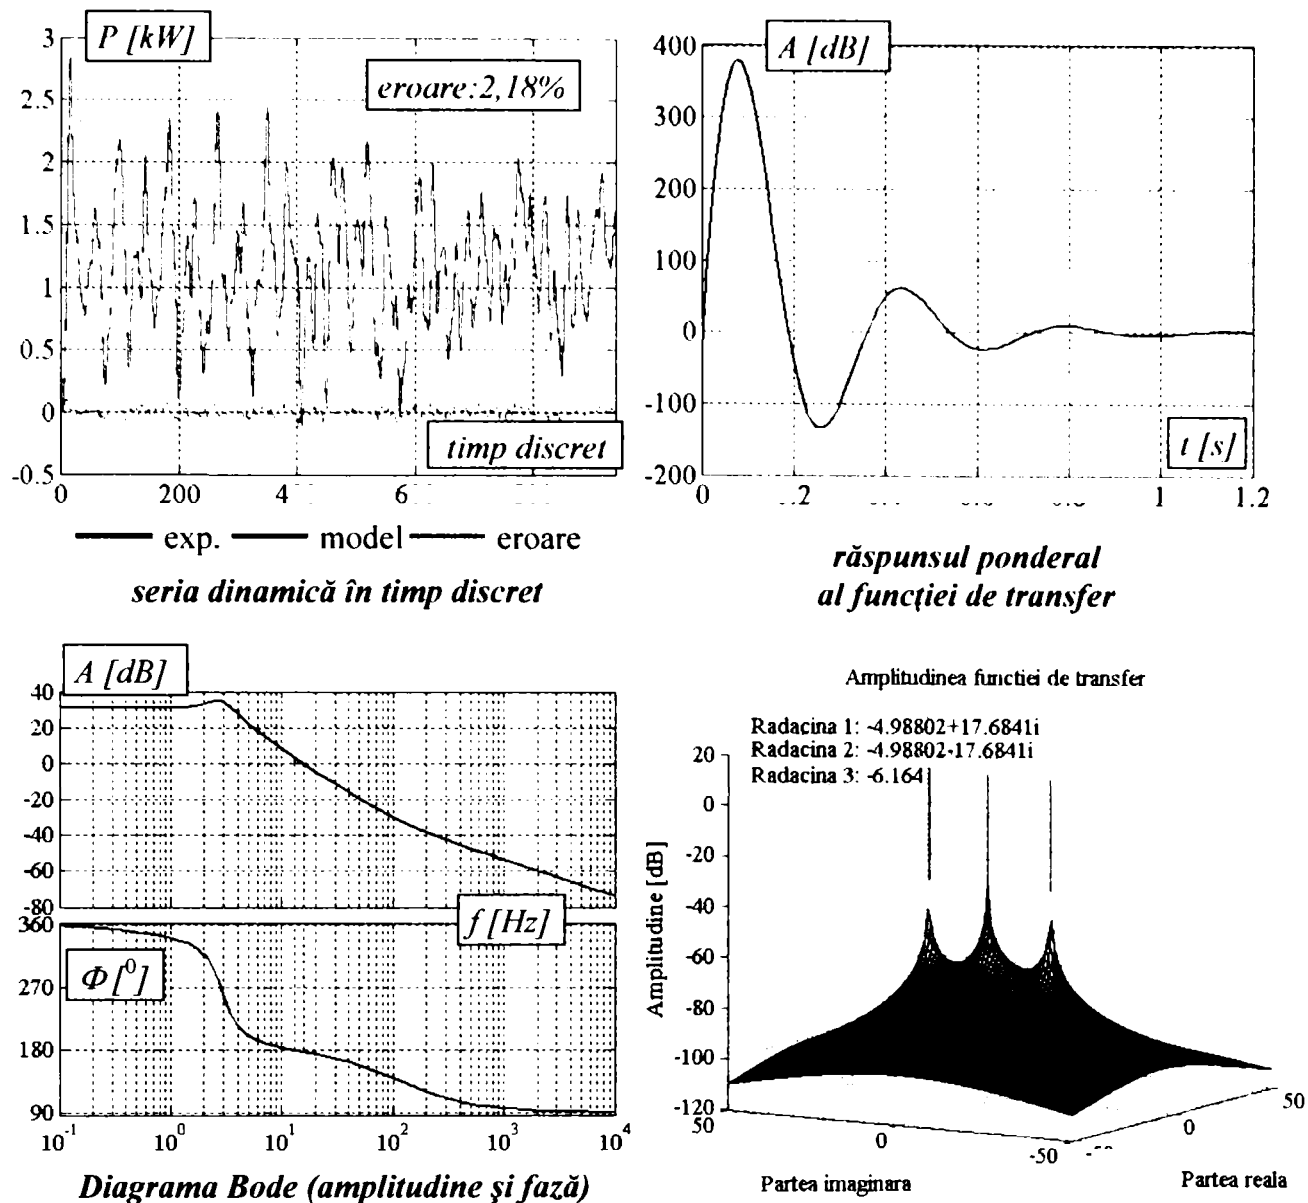 P [kW]
eroare:2,18%
3
2.5
2
1.5
1
0.5
0
-0.5
timp discret
0 200 4 6
exp. model eroare
seria dinamică în timp discret
A [dB]
400
300
200
100
0
-100
-200
t [s]
0 1 1.2
răspunsul ponderal
al funcției de transfer
A [dB]
40
20
0
-20
-40
-60
-80
f [Hz]
360
270
180
90
Φ [⁰]
10⁻¹ 10⁰ 10¹ 10² 10³ 10⁴
Diagrama Bode (amplitudine și fază)
Amplitudinea functiei de transfer
Radacina 1: -4.98802+17.6841i
Radacina 2: -4.98802-17.6841i
Radacina 3: -6.164
Amplitudine [dB]
20
0
-20
-40
-60
-80
-100
-120
50 0 -50
0 50
Partea imaginara
Partea reala